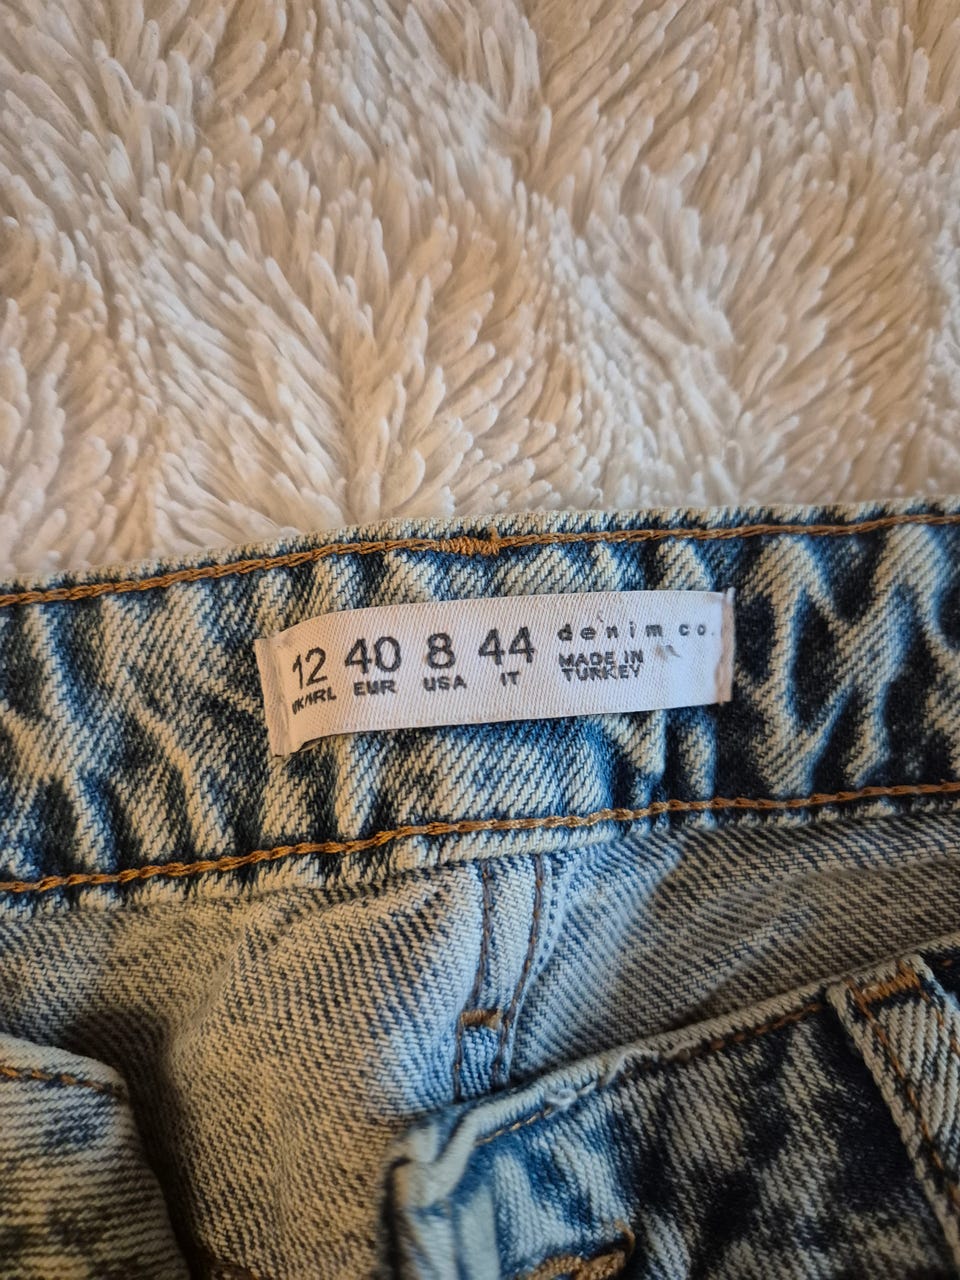 12 40 8 44 denim co.
UK/IRL EUR USA IT MADE IN
TURKEY